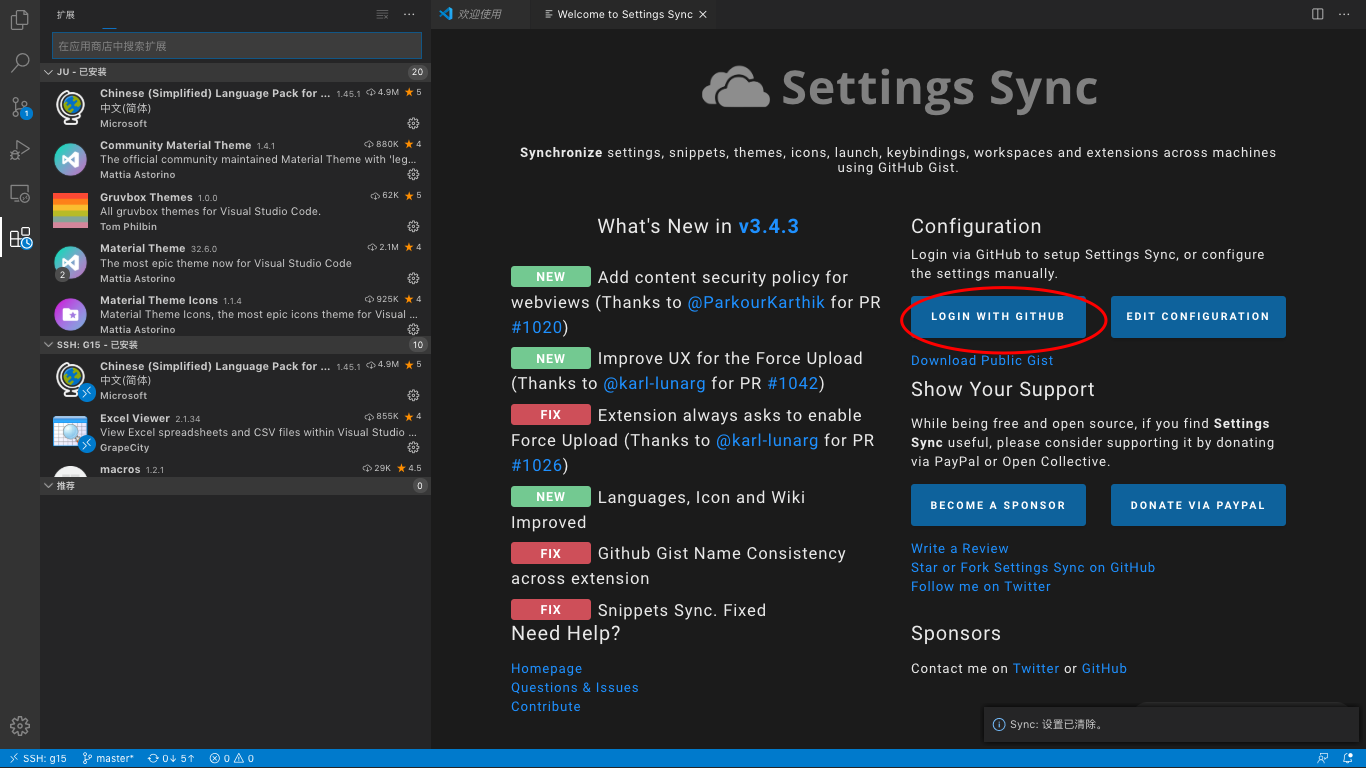 扩展
在应用商店中搜索扩展
JU - 已安装 20
Chinese (Simplified) Language Pack for ... 1.45.1 4.9M 5
中文(简体)
Microsoft
Community Material Theme 1.4.1 880K 4
The official community maintained Material Theme with 'leg...
Mattia Astorino
Gruvbox Themes 1.0.0 62K 5
All gruvbox themes for Visual Studio Code.
Tom Philbin
Material Theme 32.6.0 2.1M 4
The most epic theme now for Visual Studio Code
2
Mattia Astorino
Material Theme Icons 1.1.4 925K 4
Material Theme Icons, the most epic icons theme for Visual ...
Mattia Astorino
SSH: G15 - 已安装 10
Chinese (Simplified) Language Pack for ... 1.45.1 4.9M 5
中文(简体)
Microsoft
Excel Viewer 2.1.34 855K 4
View Excel spreadsheets and CSV files within Visual Studio ...
GrapeCity
macros 1.2.1 29K 4.5
推荐 0
1
欢迎使用
Welcome to Settings Sync
Settings Sync
Synchronize settings, snippets, themes, icons, launch, keybindings, workspaces and extensions across machines
using GitHub Gist.
What's New in v3.4.3
NEW Add content security policy for
webviews (Thanks to @ParkourKarthik for PR
#1020)
NEW Improve UX for the Force Upload
(Thanks to @karl-lunarg for PR #1042)
FIX Extension always asks to enable
Force Upload (Thanks to @karl-lunarg for PR
#1026)
NEW Languages, Icon and Wiki
Improved
FIX Github Gist Name Consistency
across extension
FIX Snippets Sync. Fixed
Need Help?
Homepage
Questions & Issues
Contribute
Configuration
Login via GitHub to setup Settings Sync, or configure
the settings manually.
LOGIN WITH GITHUB EDIT CONFIGURATION
Download Public Gist
Show Your Support
While being free and open source, if you find Settings
Sync useful, please consider supporting it by donating
via PayPal or Open Collective.
BECOME A SPONSOR DONATE VIA PAYPAL
Write a Review
Star or Fork Settings Sync on GitHub
Follow me on Twitter
Sponsors
Contact me on Twitter or GitHub
Sync: 设置已清除。
SSH: g15 master* 0↓ 5↑ 0 0